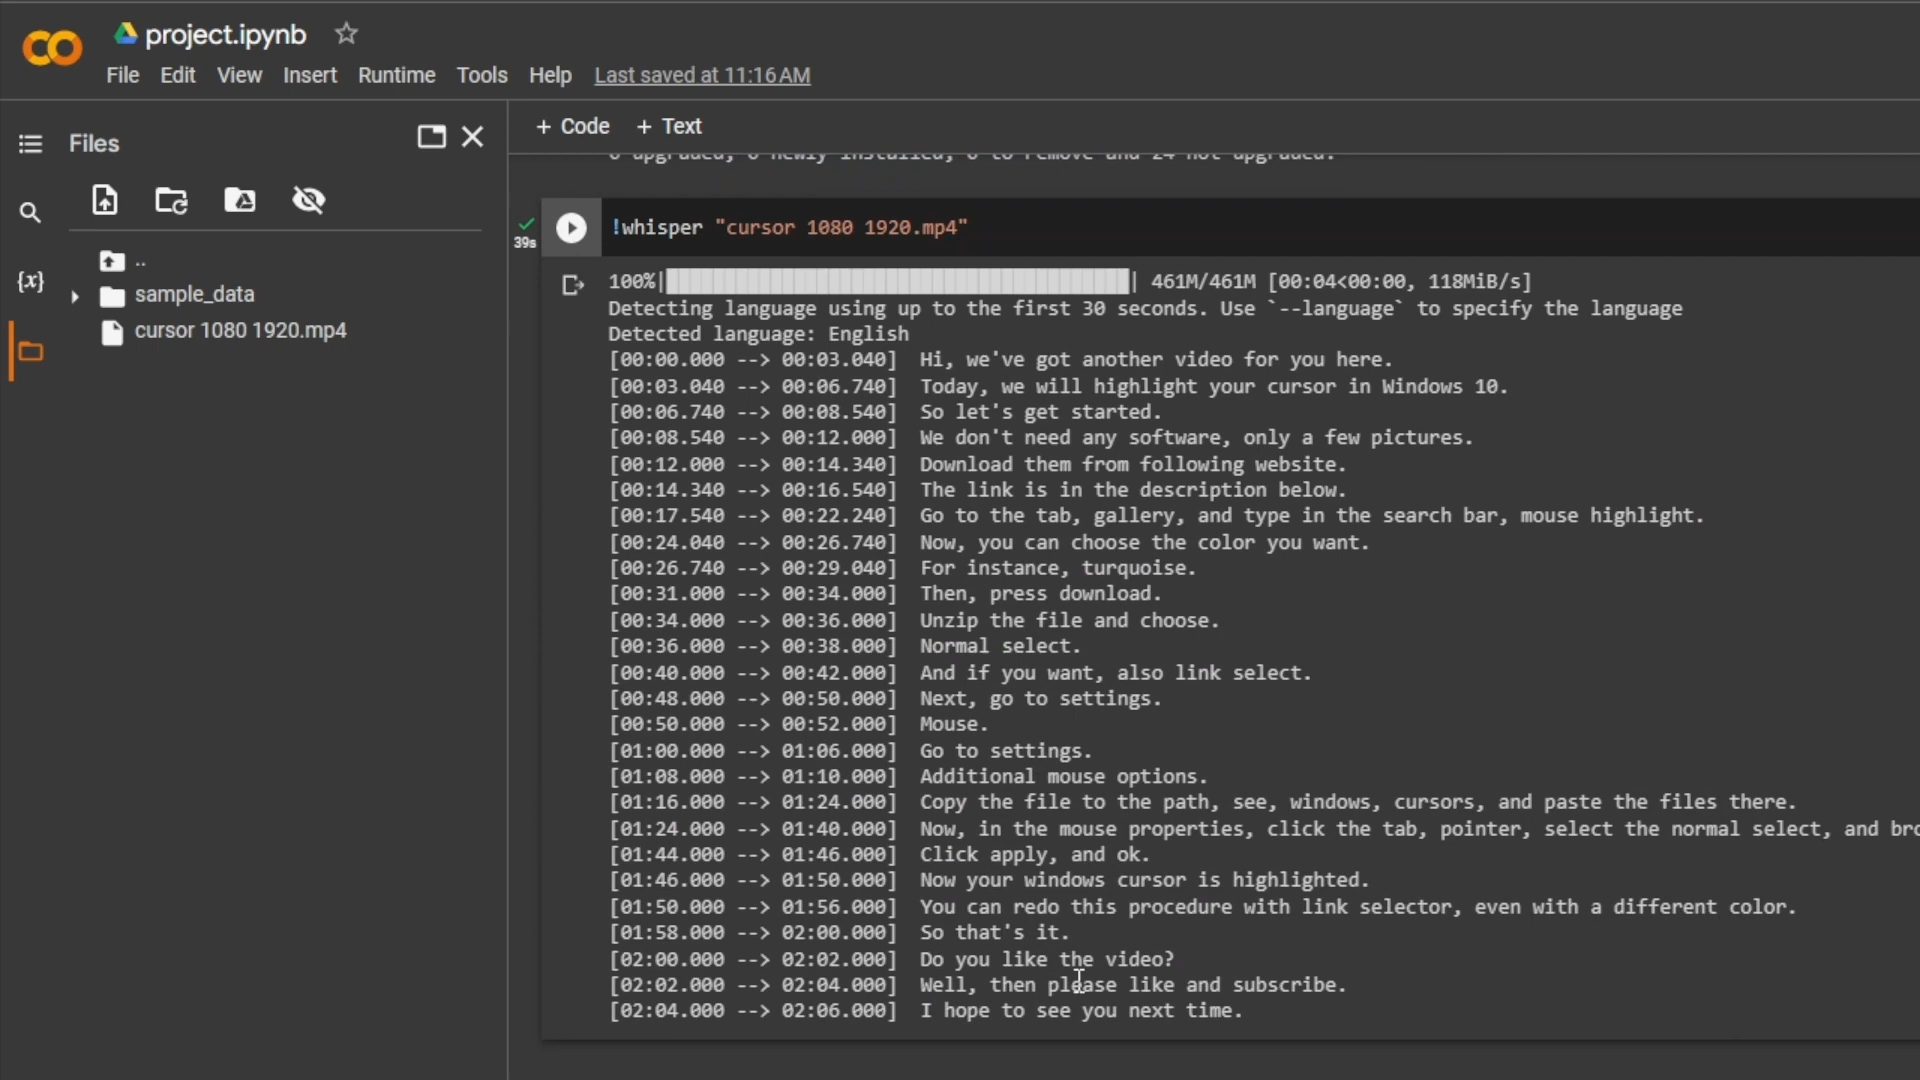 project.ipynb
File Edit View Insert Runtime Tools Help Last saved at 11:16 AM
Files
+ Code + Text
0 upgraded, 0 newly installed, 0 to remove and 24 not upgraded.
..
sample_data
cursor 1080 1920.mp4
{x}
39s
!whisper "cursor 1080 1920.mp4"
100%| | 461M/461M [00:04<00:00, 118MiB/s]
Detecting language using up to the first 30 seconds. Use `--language` to specify the language
Detected language: English
[00:00.000 --> 00:03.040] Hi, we've got another video for you here.
[00:03.040 --> 00:06.740] Today, we will highlight your cursor in Windows 10.
[00:06.740 --> 00:08.540] So let's get started.
[00:08.540 --> 00:12.000] We don't need any software, only a few pictures.
[00:12.000 --> 00:14.340] Download them from following website.
[00:14.340 --> 00:16.540] The link is in the description below.
[00:17.540 --> 00:22.240] Go to the tab, gallery, and type in the search bar, mouse highlight.
[00:24.040 --> 00:26.740] Now, you can choose the color you want.
[00:26.740 --> 00:29.040] For instance, turquoise.
[00:31.000 --> 00:34.000] Then, press download.
[00:34.000 --> 00:36.000] Unzip the file and choose.
[00:36.000 --> 00:38.000] Normal select.
[00:40.000 --> 00:42.000] And if you want, also link select.
[00:48.000 --> 00:50.000] Next, go to settings.
[00:50.000 --> 00:52.000] Mouse.
[01:00.000 --> 01:06.000] Go to settings.
[01:08.000 --> 01:10.000] Additional mouse options.
[01:16.000 --> 01:24.000] Copy the file to the path, see, windows, cursors, and paste the files there.
[01:24.000 --> 01:40.000] Now, in the mouse properties, click the tab, pointer, select the normal select, and bro
[01:44.000 --> 01:46.000] Click apply, and ok.
[01:46.000 --> 01:50.000] Now your windows cursor is highlighted.
[01:50.000 --> 01:56.000] You can redo this procedure with link selector, even with a different color.
[01:58.000 --> 02:00.000] So that's it.
[02:00.000 --> 02:02.000] Do you like the video?
[02:02.000 --> 02:04.000] Well, then please like and subscribe.
[02:04.000 --> 02:06.000] I hope to see you next time.